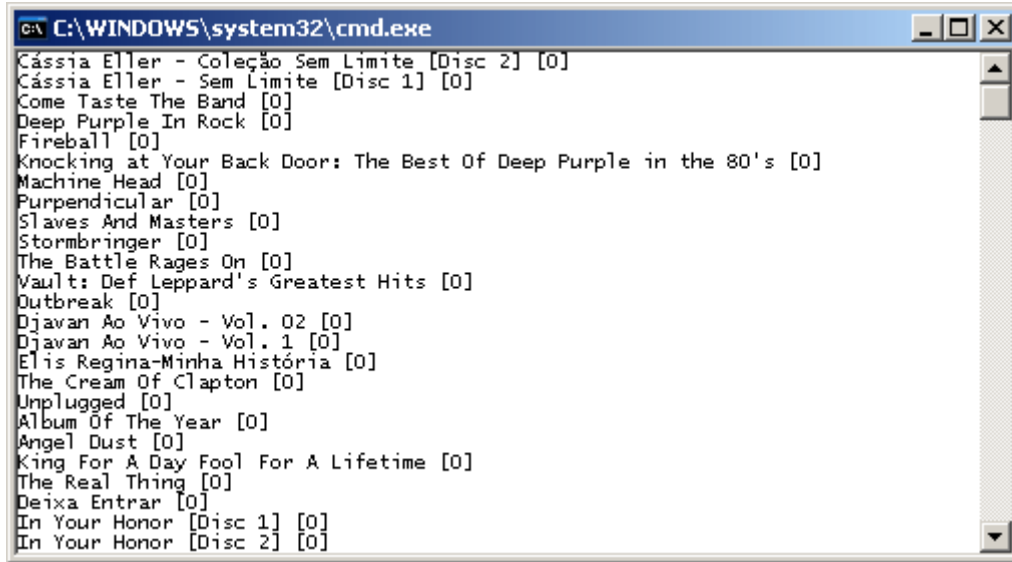 C:\WINDOWS\system32\cmd.exe
Cássia Eller - Coleção Sem Limite [Disc 2] [0]
Cássia Eller - Sem Límite [Disc 1] [0]
Come Taste The Band [0]
Deep Purple In Rock [0]
Fireball [0]
Knocking at Your Back Door: The Best Of Deep Purple in the 80's [0]
Machine Head [0]
Purpendicular [0]
Slaves And Masters [0]
Stormbringer [0]
The Battle Rages On [0]
Vault: Def Leppard's Greatest Hits [0]
Outbreak [0]
Djavan Ao Vivo - Vol. 02 [0]
Djavan Ao Vivo - Vol. 1 [0]
Elis Regina-Minha História [0]
The Cream Of Clapton [0]
Unplugged [0]
Album Of The Year [0]
Angel Dust [0]
King For A Day Fool For A Lifetime [0]
The Real Thing [0]
Deixa Entrar [0]
In Your Honor [Disc 1] [0]
In Your Honor [Disc 2] [0]